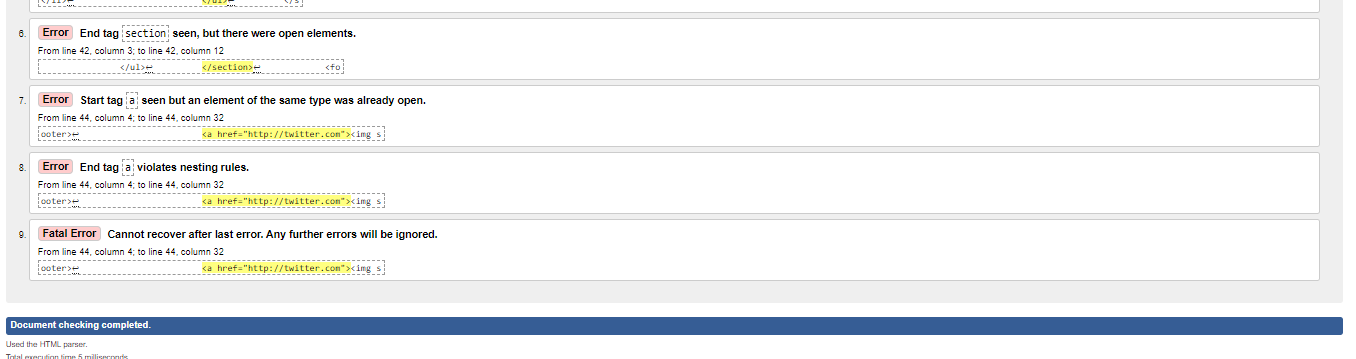 </li>↩ </ul>↩ </s
6. Error End tag section seen, but there were open elements.
From line 42, column 3; to line 42, column 12
</ul>↩ </section>↩ <fo
7. Error Start tag a seen but an element of the same type was already open.
From line 44, column 4; to line 44, column 32
ooter>↩ <a href="http://twitter.com"><img s
8. Error End tag a violates nesting rules.
From line 44, column 4; to line 44, column 32
ooter>↩ <a href="http://twitter.com"><img s
9. Fatal Error Cannot recover after last error. Any further errors will be ignored.
From line 44, column 4; to line 44, column 32
ooter>↩ <a href="http://twitter.com"><img s
Document checking completed.
Used the HTML parser.
Total execution time 5 milliseconds.